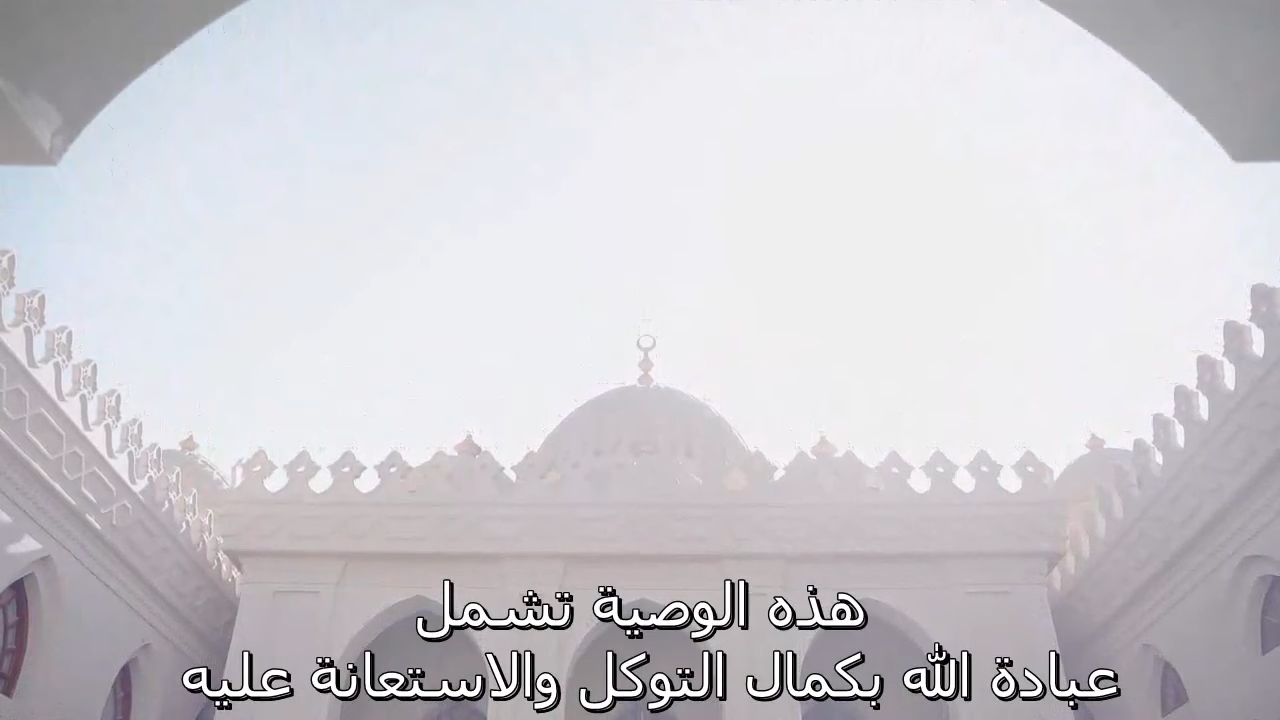 هذه الوصية تشمل
عبادة الله بكمال التوكل والاستعانة عليه